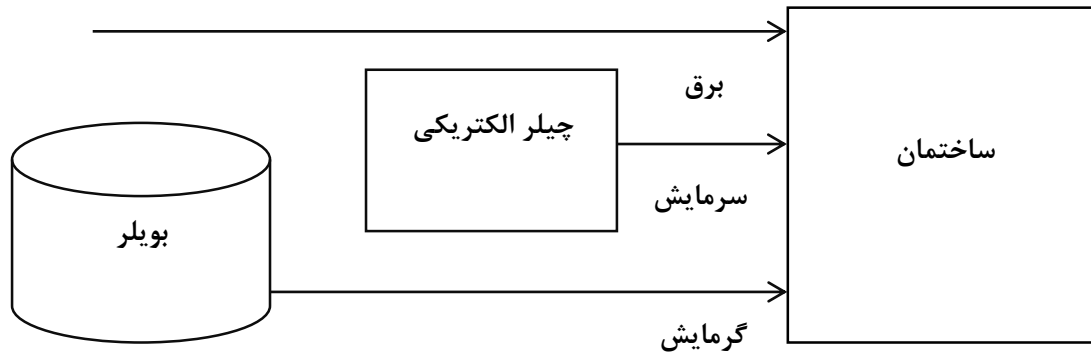 برق
چیلر الکتریکی
ساختمان
سرمایش
بویلر
گرمایش